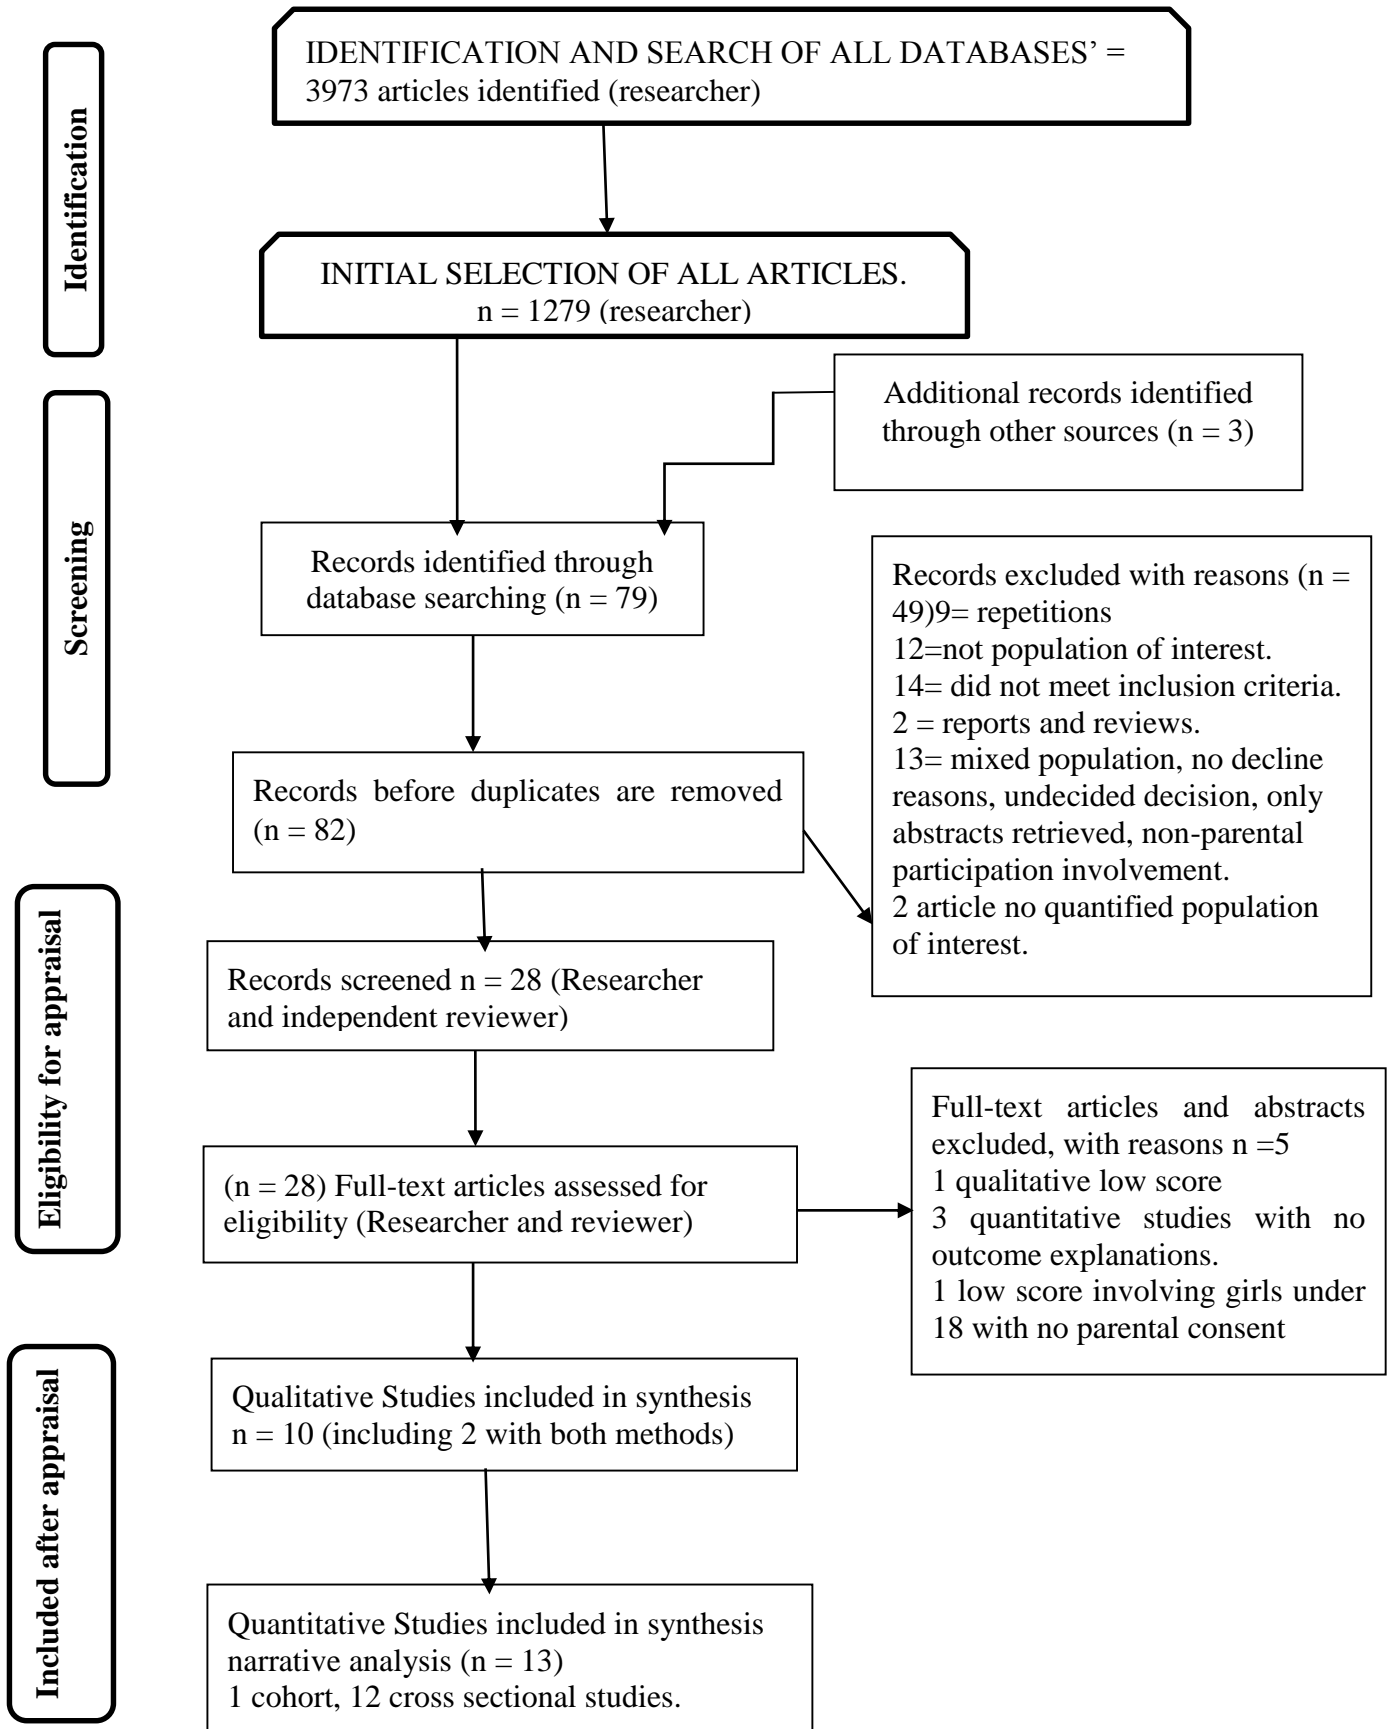 Identification
IDENTIFICATION AND SEARCH OF ALL DATABASES’ =
3973 articles identified (researcher)
INITIAL SELECTION OF ALL ARTICLES.
n = 1279 (researcher)
Screening
Additional records identified
through other sources (n = 3)
Records identified through
database searching (n = 79)
Records excluded with reasons (n =
49)9= repetitions
12=not population of interest.
14= did not meet inclusion criteria.
2 = reports and reviews.
13= mixed population, no decline
reasons, undecided decision, only
abstracts retrieved, non-parental
participation involvement.
2 article no quantified population
of interest.
Records before duplicates are removed
(n = 82)
Eligibility for appraisal
Records screened n = 28 (Researcher
and independent reviewer)
(n = 28) Full-text articles assessed for
eligibility (Researcher and reviewer)
Full-text articles and abstracts
excluded, with reasons n =5
1 qualitative low score
3 quantitative studies with no
outcome explanations.
1 low score involving girls under
18 with no parental consent
Included after appraisal
Qualitative Studies included in synthesis
n = 10 (including 2 with both methods)
Quantitative Studies included in synthesis
narrative analysis (n = 13)
1 cohort, 12 cross sectional studies.